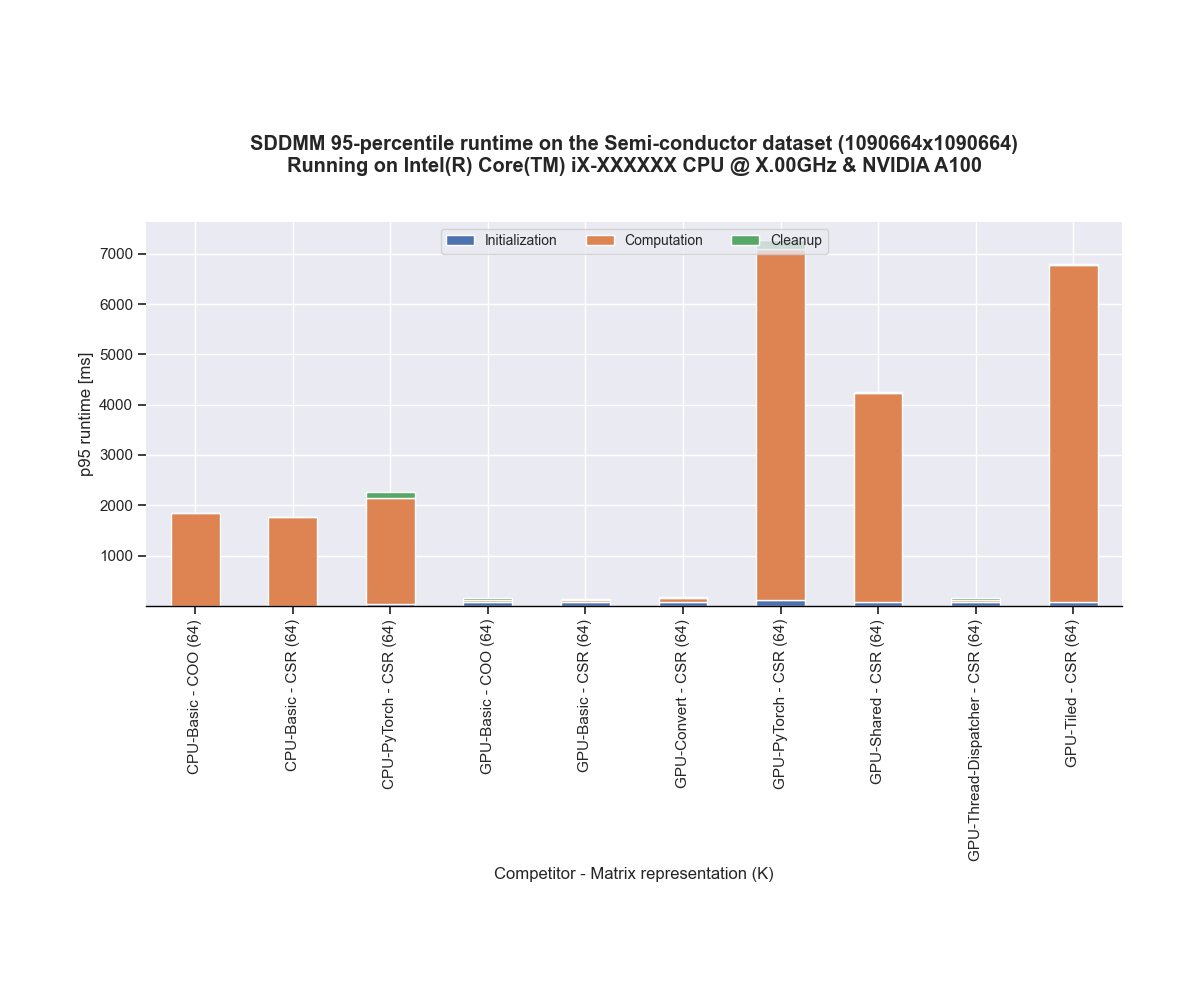 SDDMM 95-percentile runtime on the Semi-conductor dataset (1090664x1090664)
Running on Intel(R) Core(TM) iX-XXXXXX CPU @ X.00GHz & NVIDIA A100
Initialization
Computation
Cleanup
p95 runtime [ms]
7000
6000
5000
4000
3000
2000
1000
CPU-Basic - COO (64)
CPU-Basic - CSR (64)
CPU-PyTorch - CSR (64)
GPU-Basic - COO (64)
GPU-Basic - CSR (64)
GPU-Convert - CSR (64)
GPU-PyTorch - CSR (64)
GPU-Shared - CSR (64)
GPU-Thread-Dispatcher - CSR (64)
GPU-Tiled - CSR (64)
Competitor - Matrix representation (K)